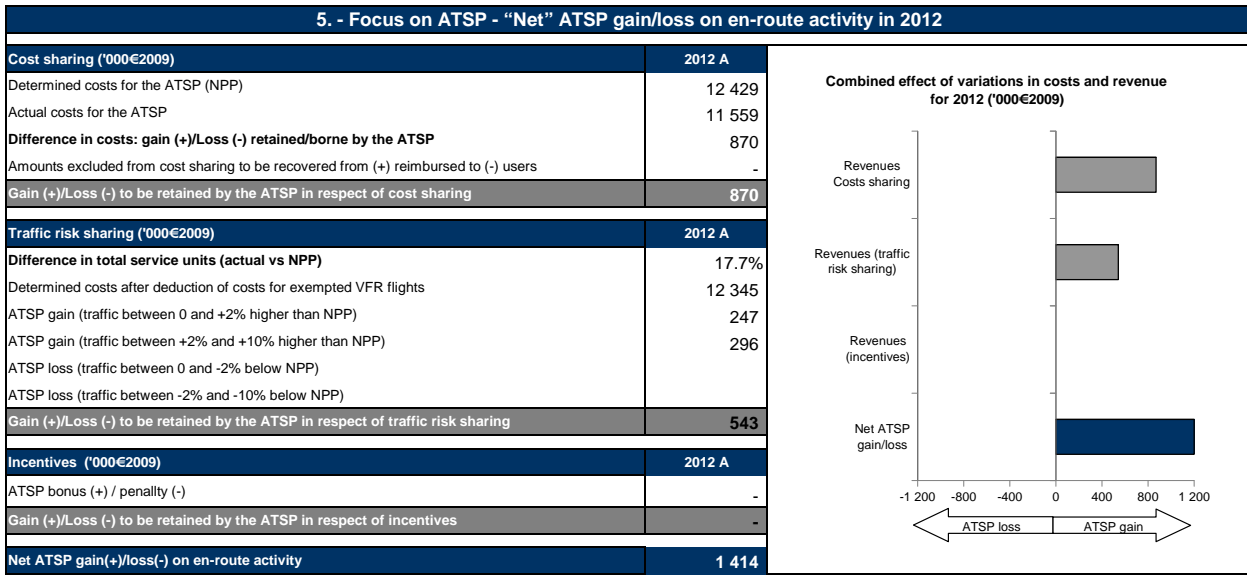 5. - Focus on ATSP - “Net” ATSP gain/loss on en-route activity in 2012
Cost sharing ('000€2009) 2012 A
Determined costs for the ATSP (NPP) 12 429
Actual costs for the ATSP 11 559
Difference in costs: gain (+)/Loss (-) retained/borne by the ATSP 870
Amounts excluded from cost sharing to be recovered from (+) reimbursed to (-) users -
Gain (+)/Loss (-) to be retained by the ATSP in respect of cost sharing 870
Traffic risk sharing ('000€2009) 2012 A
Difference in total service units (actual vs NPP) 17.7%
Determined costs after deduction of costs for exempted VFR flights 12 345
ATSP gain (traffic between 0 and +2% higher than NPP) 247
ATSP gain (traffic between +2% and +10% higher than NPP) 296
ATSP loss (traffic between 0 and -2% below NPP)
ATSP loss (traffic between -2% and -10% below NPP)
Gain (+)/Loss (-) to be retained by the ATSP in respect of traffic risk sharing 543
Incentives ('000€2009) 2012 A
ATSP bonus (+) / penallty (-) -
Gain (+)/Loss (-) to be retained by the ATSP in respect of incentives -
Net ATSP gain(+)/loss(-) on en-route activity 1 414
Combined effect of variations in costs and revenue
for 2012 ('000€2009)
Revenues
Costs sharing
Revenues (traffic
risk sharing)
Revenues
(incentives)
Net ATSP
gain/loss
-1 200 -800 -400 0 400 800 1 200
ATSP loss ATSP gain